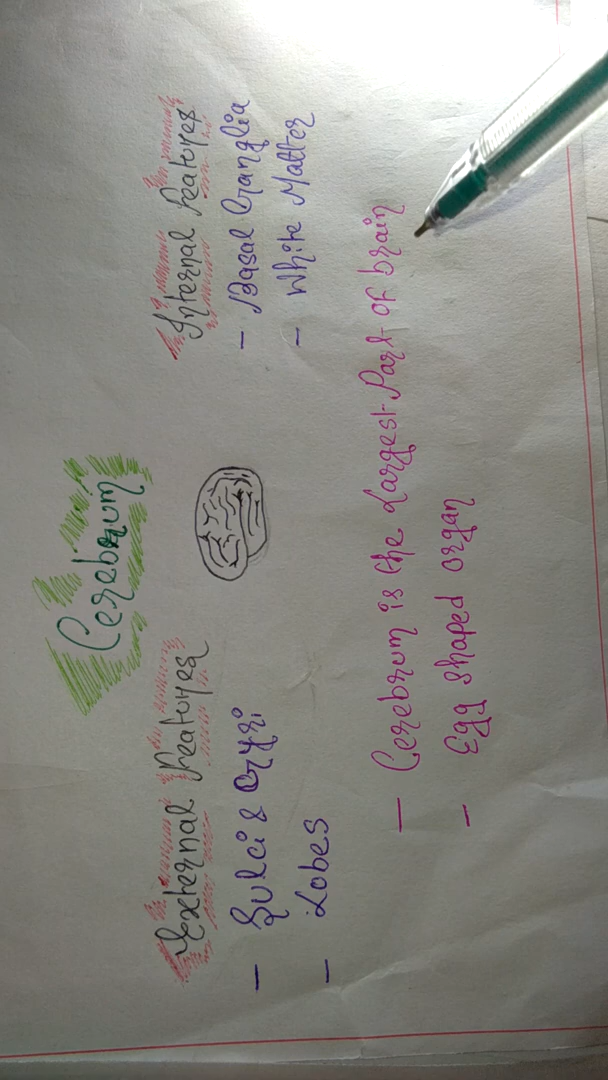 Cerebrum
External Features
- Sulci & Gyri
- Lobes
Internal Features
- Basal Ganglia
- White Matter
- Cerebrum is the Largest Part of brain
- Egg shaped organ